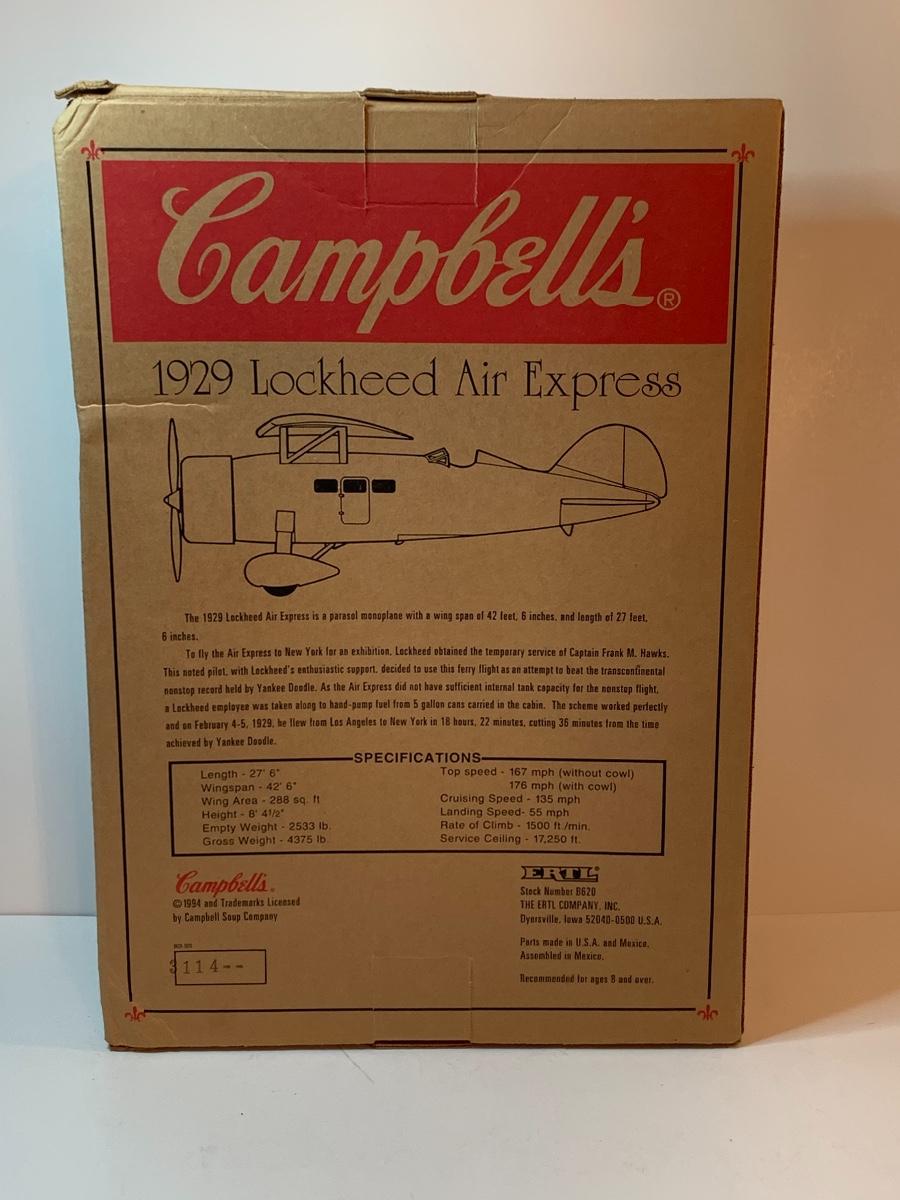 Campbell's®
1929 Lockheed Air Express
The 1929 Lockheed Air Express is a parasol monoplane with a wing span of 42 feet, 6 inches, and length of 27 feet,
6 inches.
To fly the Air Express to New York for an exhibition, Lockheed obtained the temporary service of Captain Frank M. Hawks.
This noted pilot, with Lockheed's enthusiastic support, decided to use this ferry flight as an attempt to beat the transcontinental
nonstop record held by Yankee Doodle. As the Air Express did not have sufficient internal tank capacity for the nonstop flight,
a Lockheed employee was taken along to hand-pump fuel from 5 gallon cans carried in the cabin. The scheme worked perfectly
and on February 4-5, 1929, he flew from Los Angeles to New York in 18 hours, 22 minutes, cutting 36 minutes from the time
achieved by Yankee Doodle.
SPECIFICATIONS
Length - 27' 6"
Wingspan - 42' 6"
Wing Area - 288 sq. ft
Height - 8' 4½"
Empty Weight - 2533 lb.
Gross Weight - 4375 lb.
Top speed - 167 mph (without cowl)
176 mph (with cowl)
Cruising Speed - 135 mph
Landing Speed- 55 mph
Rate of Climb - 1500 ft./min.
Service Ceiling - 17,250 ft.
Campbell's®
©1994 and Trademarks Licensed
by Campbell Soup Company
3114--
ERTL®
Stock Number B620
THE ERTL COMPANY, INC.
Dyersville, Iowa 52040-0500 U.S.A.
Parts made in U.S.A. and Mexico.
Assembled in Mexico.
Recommended for ages 8 and over.